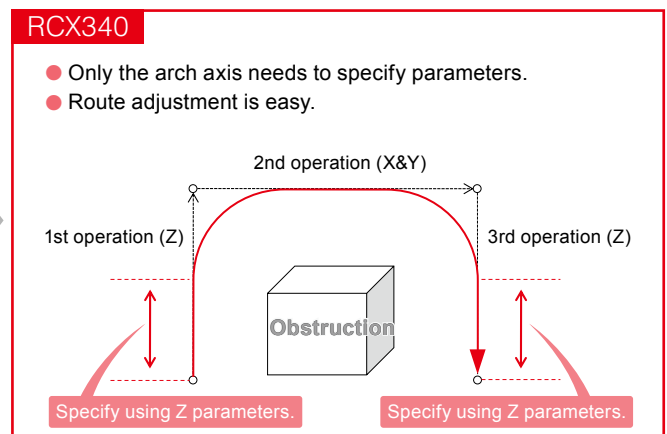 RCX340
Only the arch axis needs to specify parameters.
Route adjustment is easy.
2nd operation (X&Y)
1st operation (Z)
3rd operation (Z)
Obstruction
Specify using Z parameters.
Specify using Z parameters.